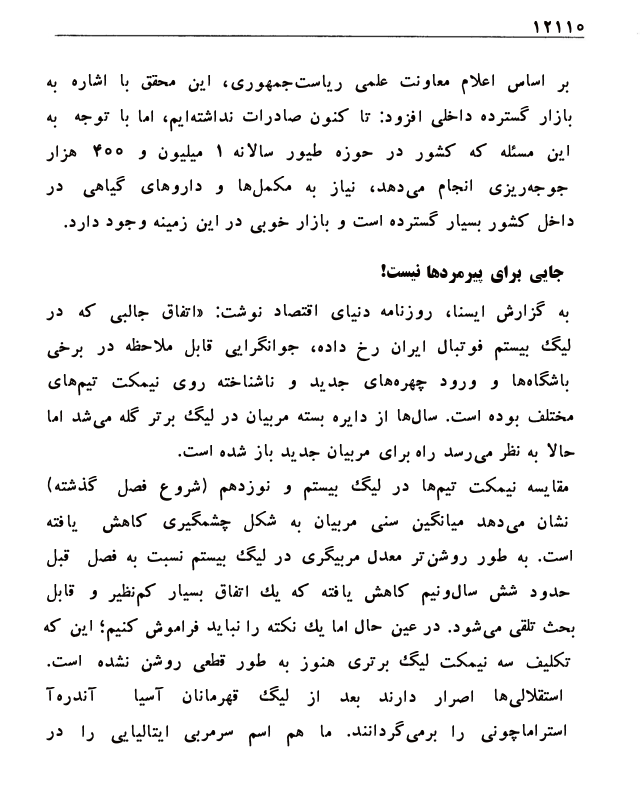 ۱۲۱۱۰
بر اساس اعلام معاونت علمی ریاست‌جمهوری، این محقق با اشاره به
بازار گسترده داخلی افزود: تا کنون صادرات نداشته‌ایم، اما با توجه به
این مسئله که کشور در حوزه طیور سالانه ۱ میلیون و ۴۰۰ هزار
جوجه‌ریزی انجام می‌دهد، نیاز به مکمل‌ها و داروهای گیاهی در
داخل کشور بسیار گسترده است و بازار خوبی در این زمینه وجود دارد.
جایی برای پیرمردها نیست!
به گزارش ایسنا، روزنامه دنیای اقتصاد نوشت: «اتفاق جالبی که در
لیگ بیستم فوتبال ایران رخ داده، جوانگرایی قابل ملاحظه در برخی
باشگاه‌ها و ورود چهره‌های جدید و ناشناخته روی نیمکت تیم‌های
مختلف بوده است. سال‌ها از دایره بسته مربیان در لیگ برتر گله می‌شد اما
حالا به نظر می‌رسد راه برای مربیان جدید باز شده است.
مقایسه نیمکت تیم‌ها در لیگ بیستم و نوزدهم (شروع فصل گذشته)
نشان می‌دهد میانگین سنی مربیان به شکل چشمگیری کاهش یافته
است. به طور روشن‌تر معدل مربیگری در لیگ بیستم نسبت به فصل قبل
حدود شش سال‌ونیم کاهش یافته که یك اتفاق بسیار کم‌نظیر و قابل
بحث تلقی می‌شود. در عین حال اما یك نکته را نباید فراموش کنیم؛ این که
تکلیف سه نیمکت لیگ برتری هنوز به طور قطعی روشن نشده است.
استقلالی‌ها اصرار دارند بعد از لیگ قهرمانان آسیا آندره‌آ
استراماچونی را برمی‌گردانند. ما هم اسم سرمربی ایتالیایی را در